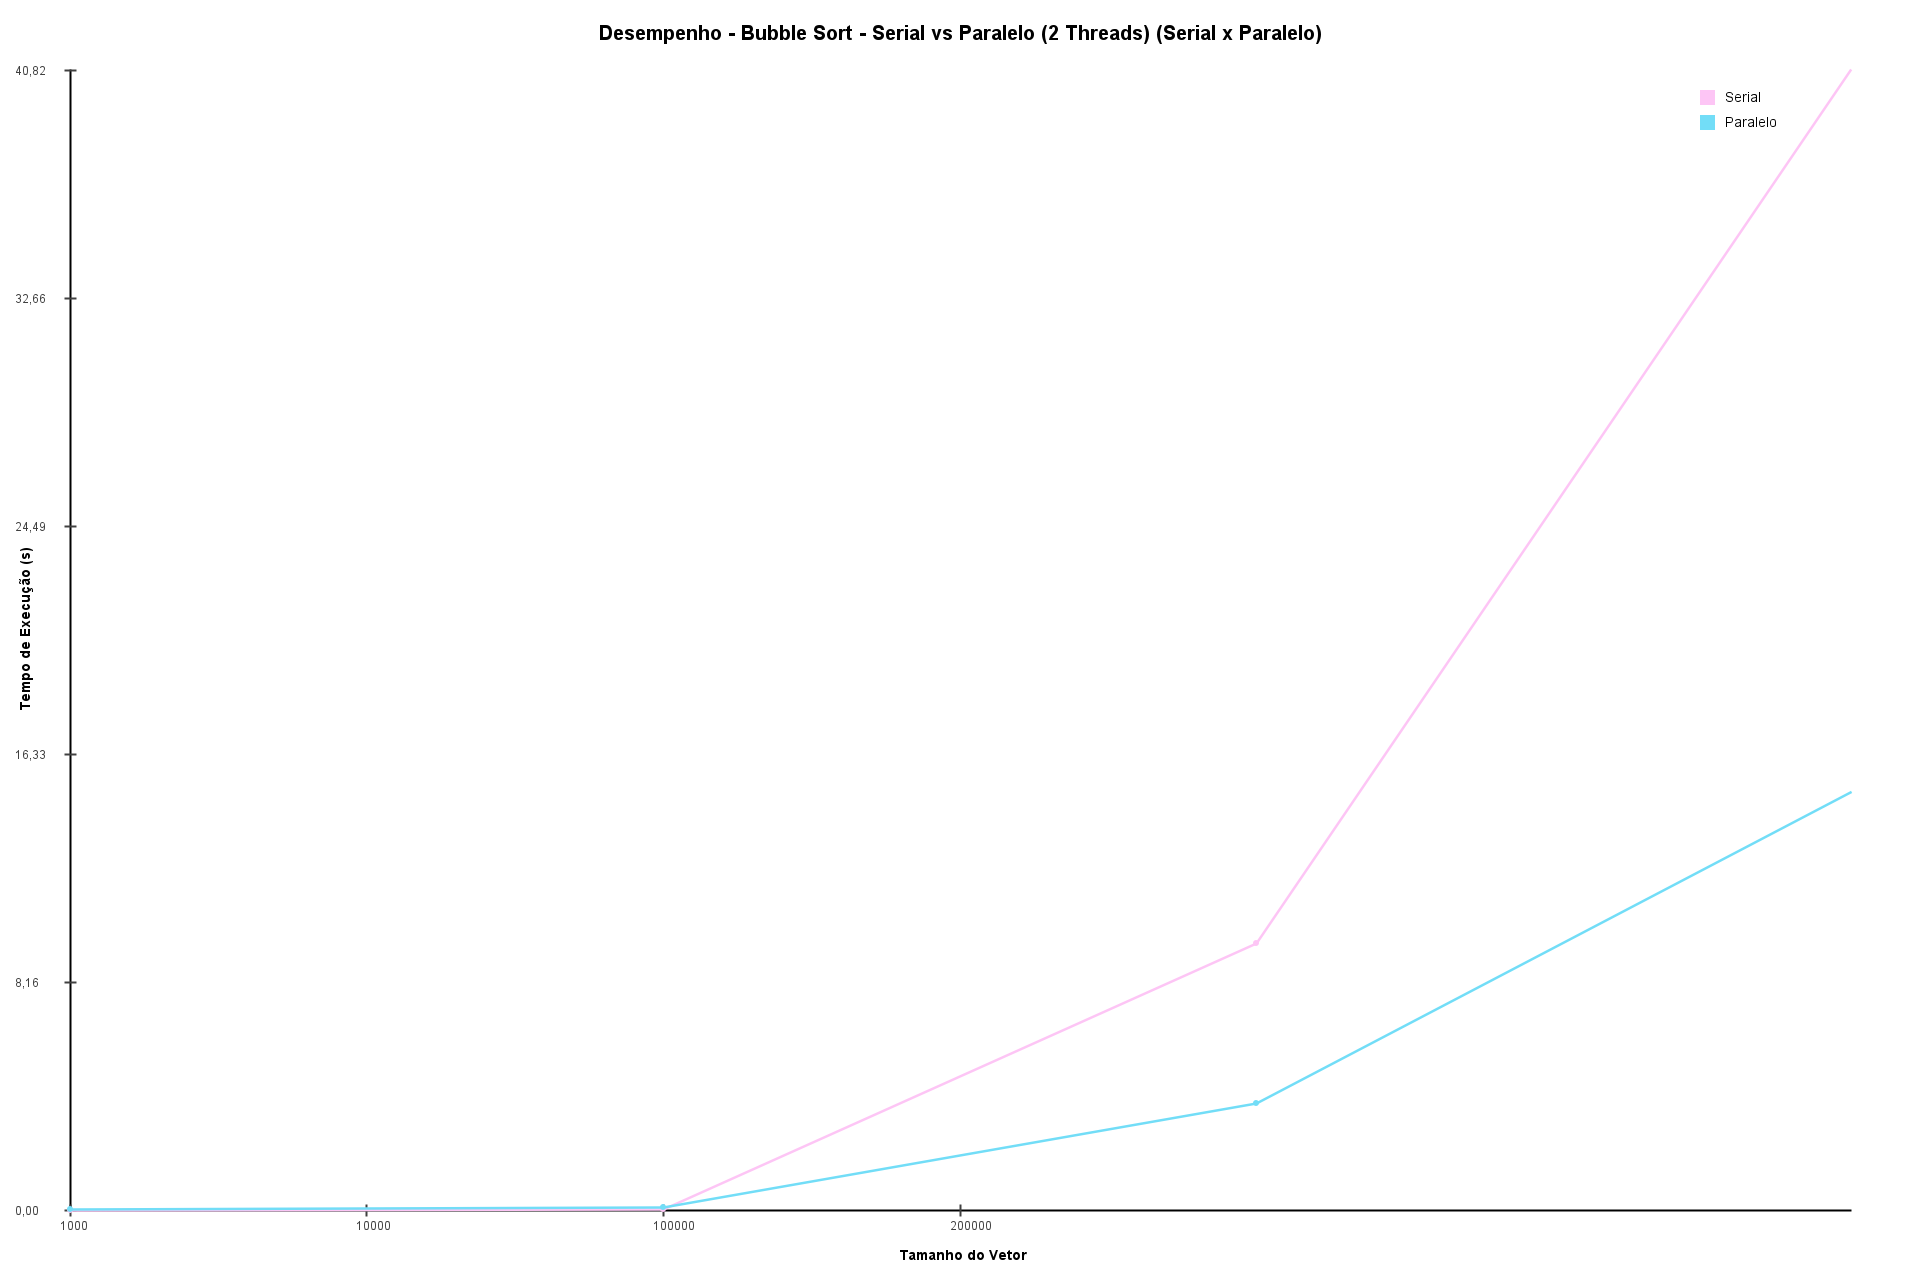 Desempenho - Bubble Sort - Serial vs Paralelo (2 Threads) (Serial x Paralelo)
40,82
Serial
Paralelo
32,66
24,49
Tempo de Execução (s)
16,33
8,16
0,00
1000 10000 100000 200000
Tamanho do Vetor